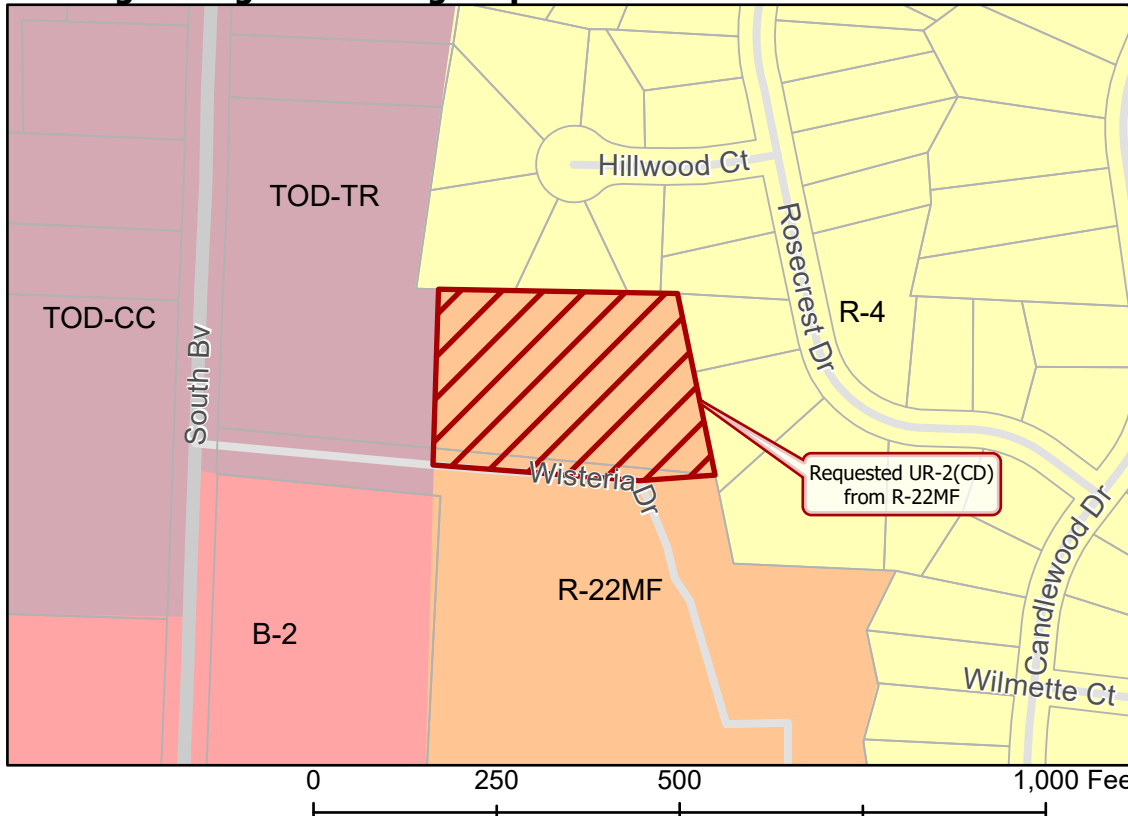 TOD-TR
Hillwood Ct
Rosecrest Dr
TOD-CC
R-4
South Bv
Wisteria Dr
Requested UR-2(CD)
from R-22MF
R-22MF
B-2
Candlewood Dr
Wilmette Ct
0 250 500 1,000 Fee